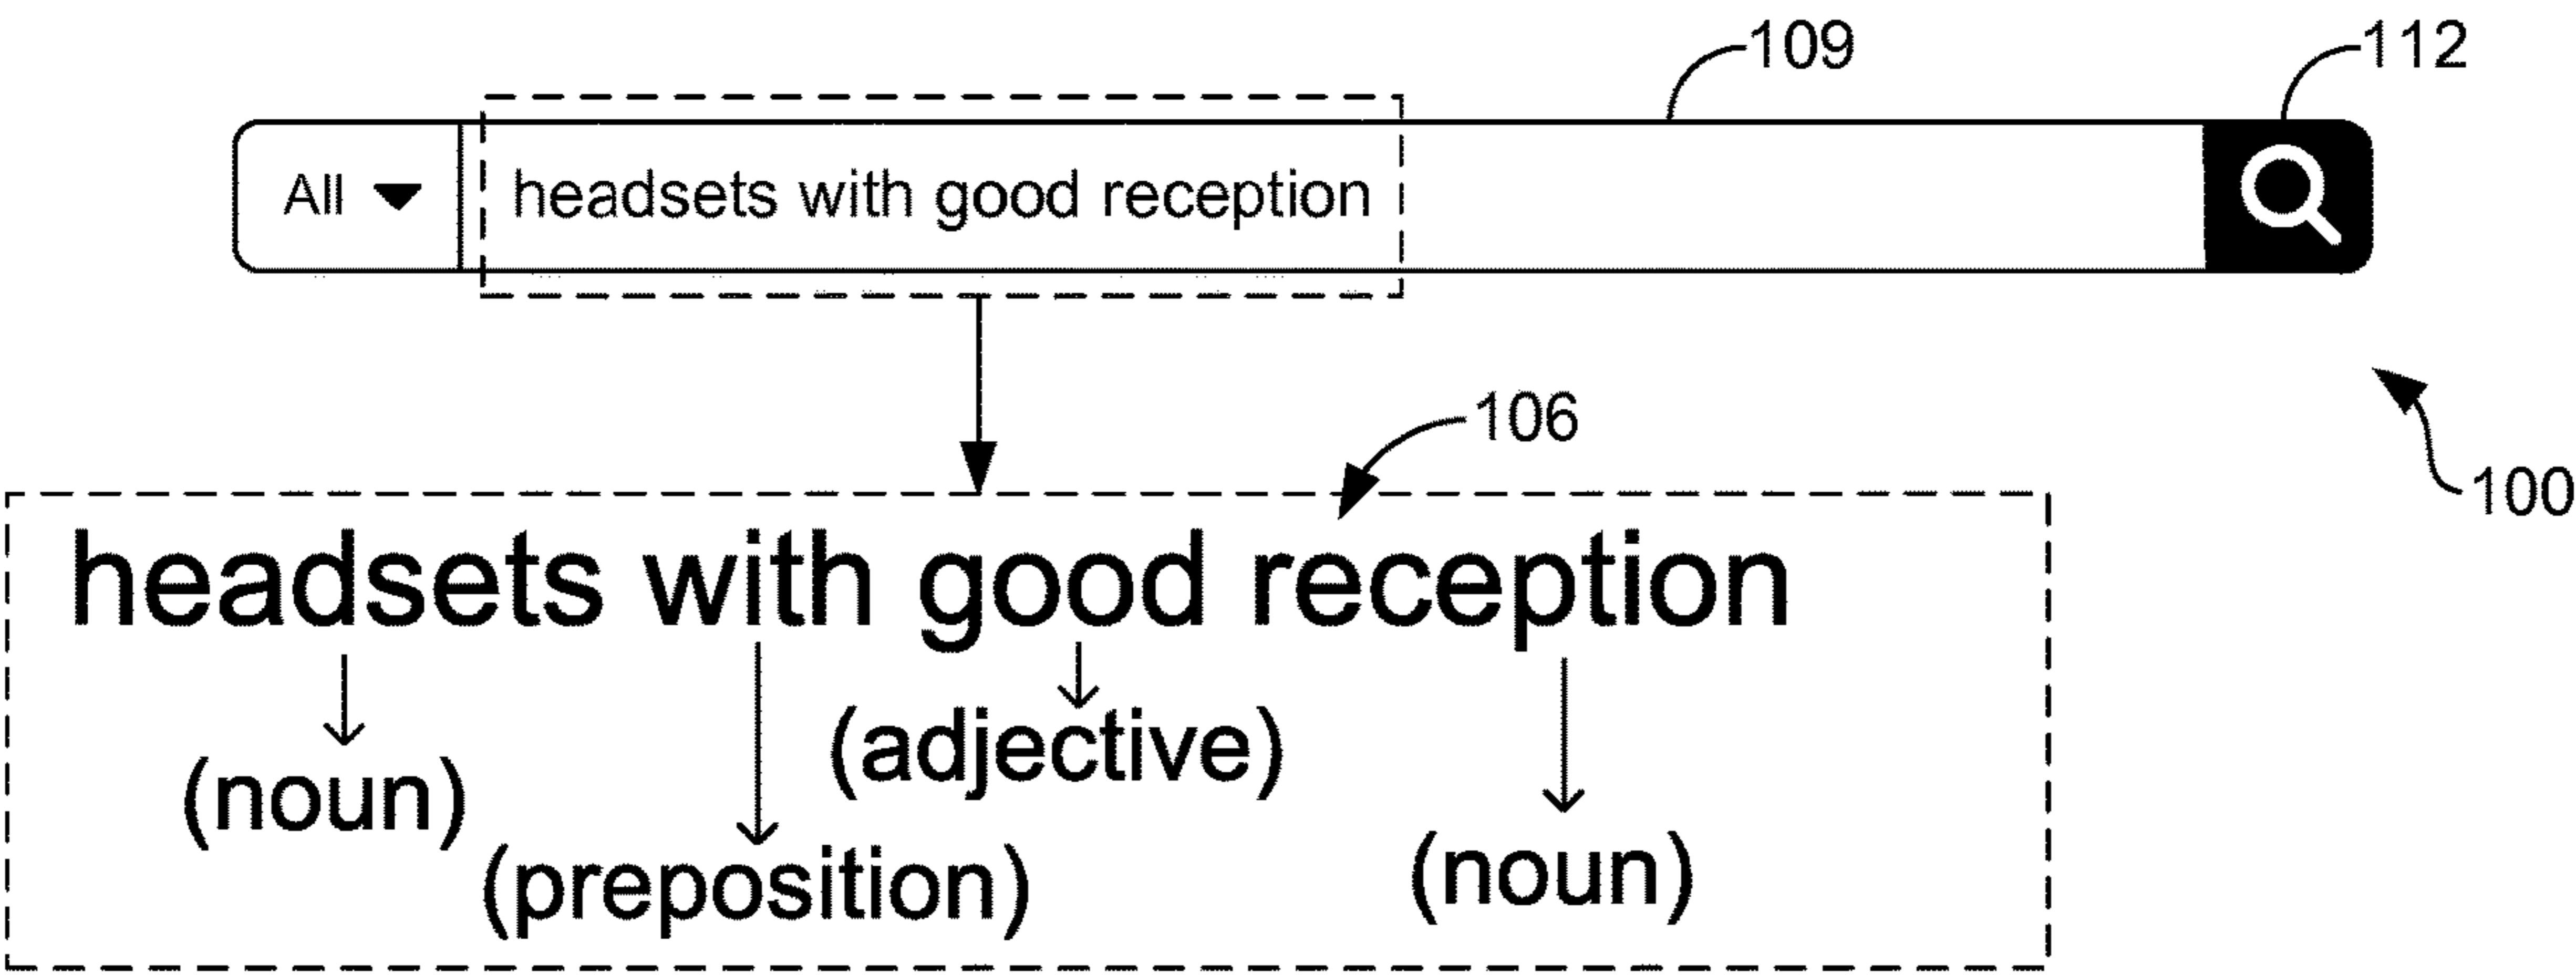 109
112
All headsets with good reception
106
100
headsets with good reception
(adjective)
(noun)
(preposition)
(noun)